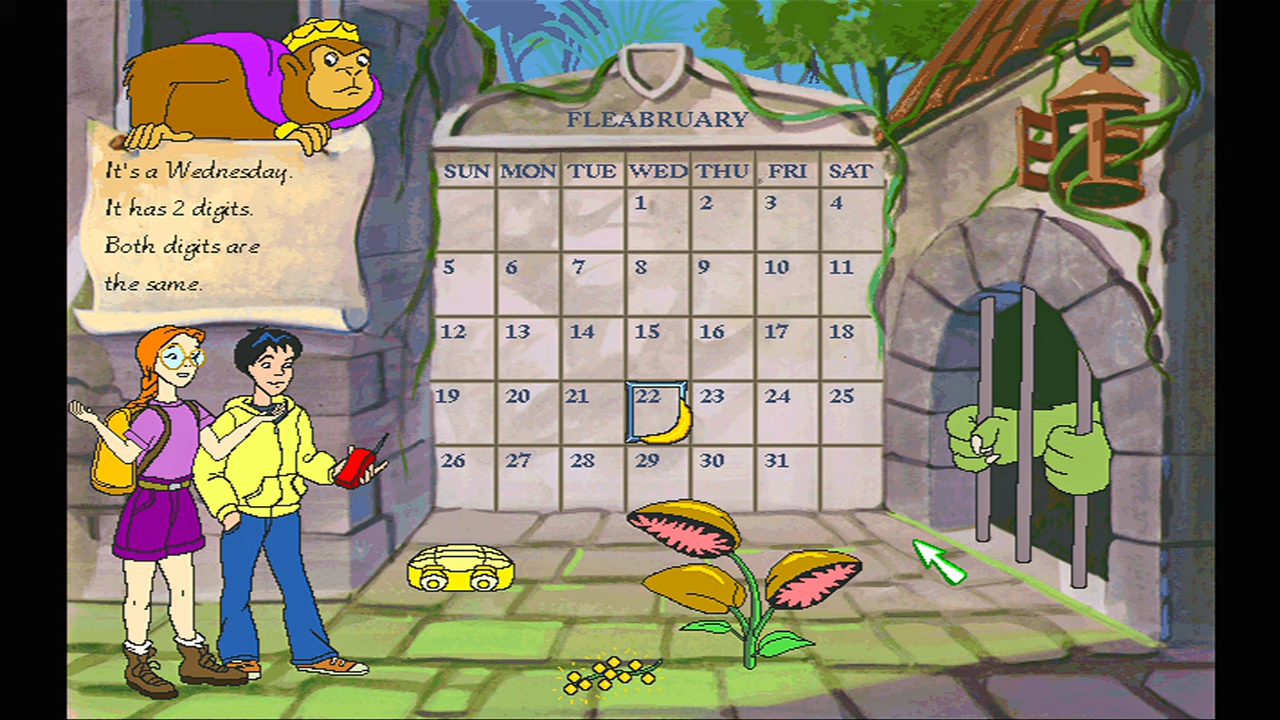 It's a Wednesday.
It has 2 digits.
Both digits are
the same.
FLEABRUARY
SUN MON TUE WED THU FRI SAT
1 2 3 4
5 6 7 8 9 10 11
12 13 14 15 16 17 18
19 20 21 22 23 24 25
26 27 28 29 30 31